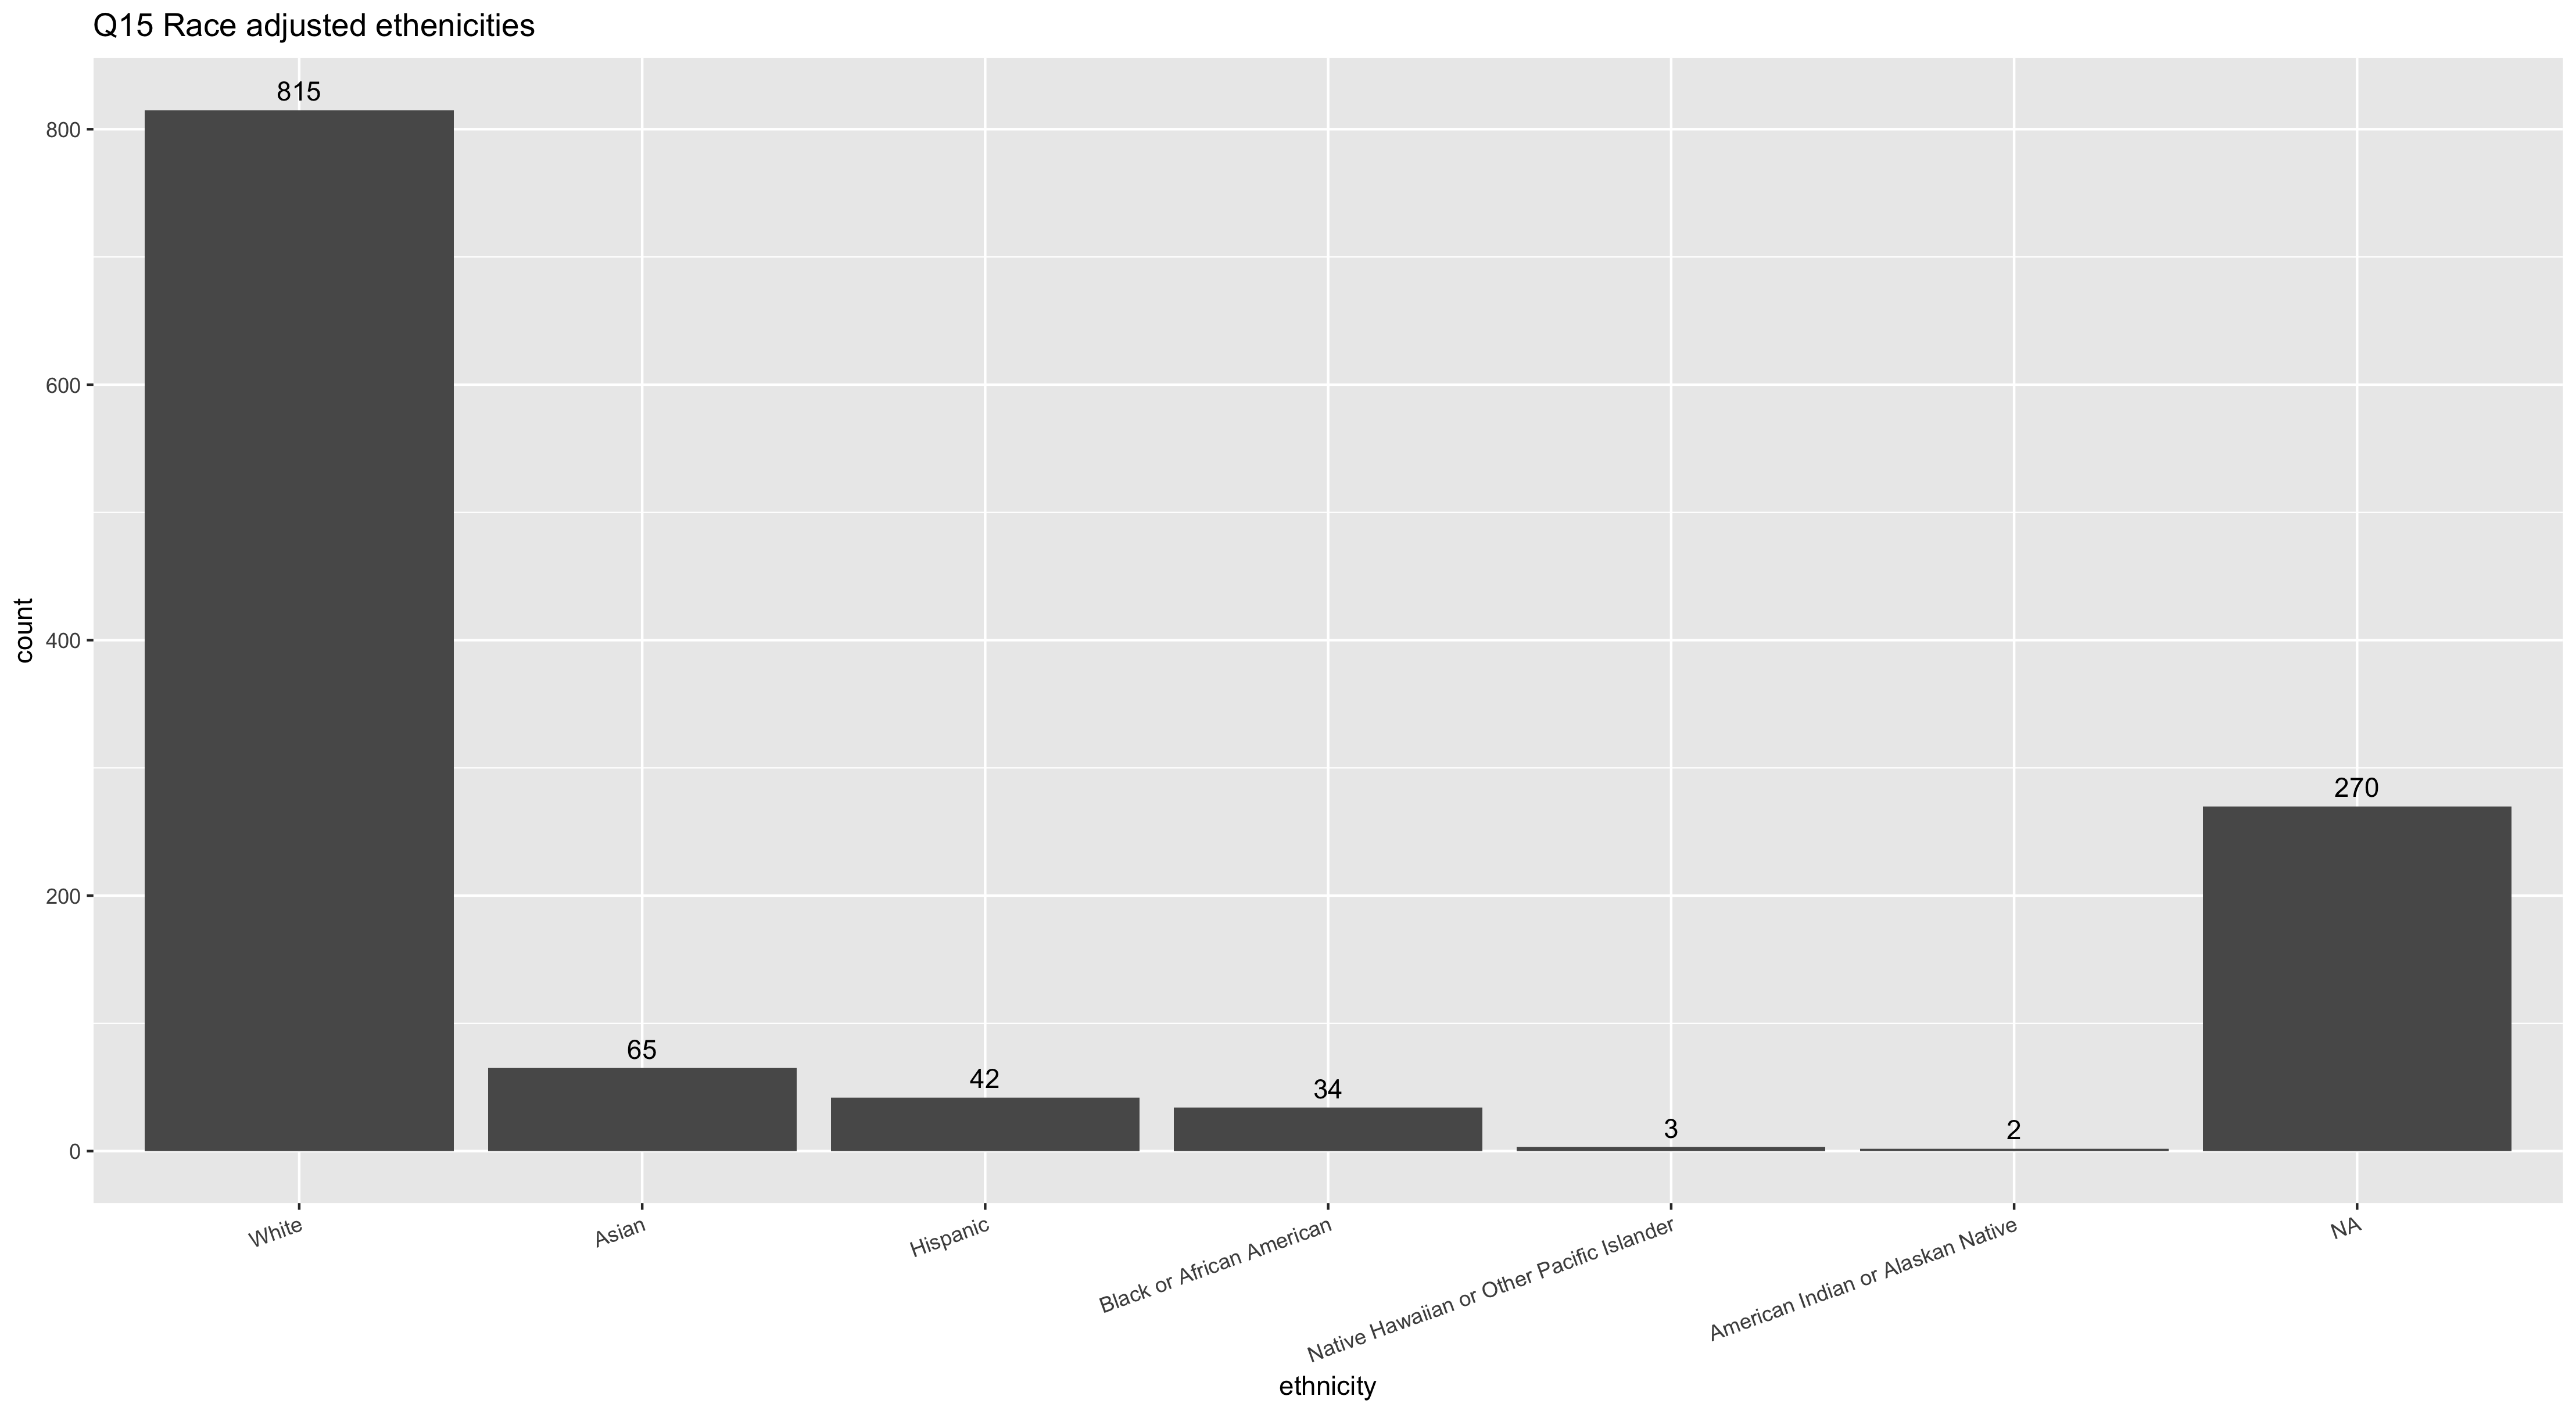 Q15 Race adjusted ethenicities
815
800
600
count
400
270
200
65
42
34
3
2
0
White
Asian
Hispanic
Black or African American
Native Hawaiian or Other Pacific Islander
American Indian or Alaskan Native
NA
ethnicity